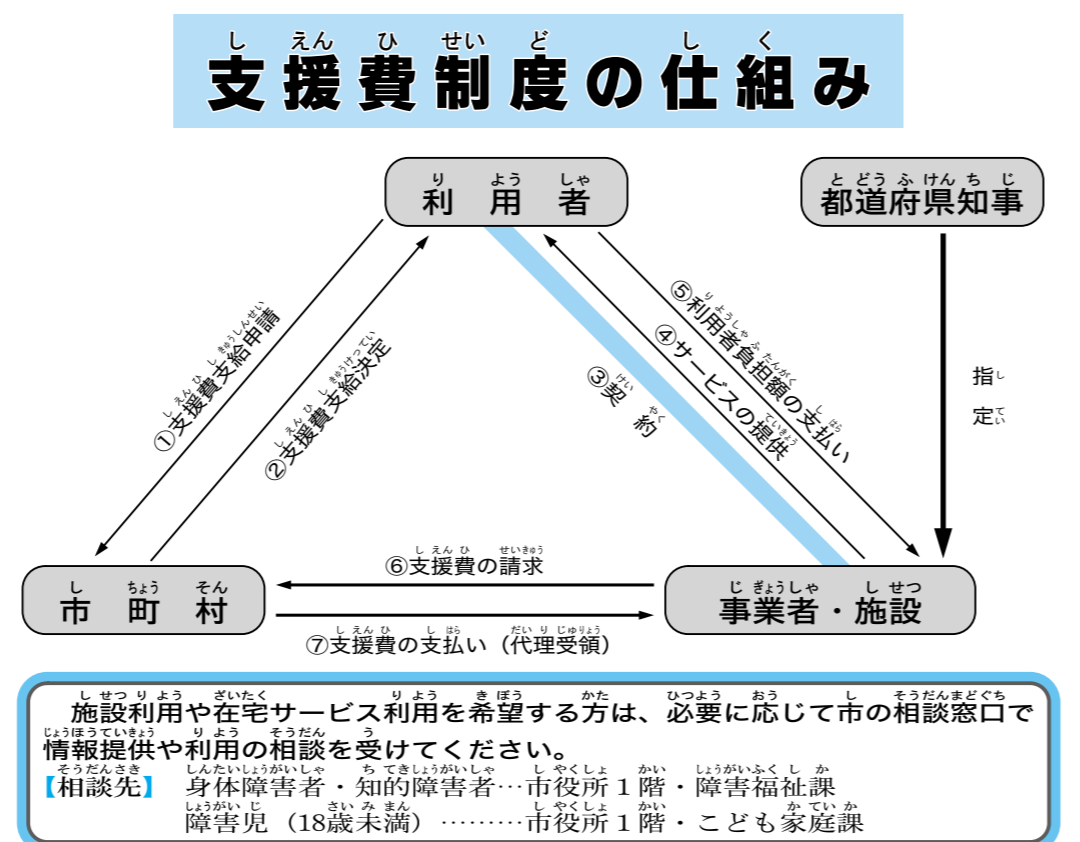 支援費制度の仕組み
利用者
都道府県知事
①支援費支給申請
②支援費支給決定
③契約
④サービスの提供
⑤利用者負担額の支払い
指定
⑥支援費の請求
市町村
事業者・施設
⑦支援費の支払い（代理受領）
施設利用や在宅サービス利用を希望する方は、必要に応じて市の相談窓口で
情報提供や利用の相談を受けてください。
【相談先】　身体障害者・知的障害者…市役所１階・障害福祉課
障害児（18歳未満）………市役所１階・こども家庭課